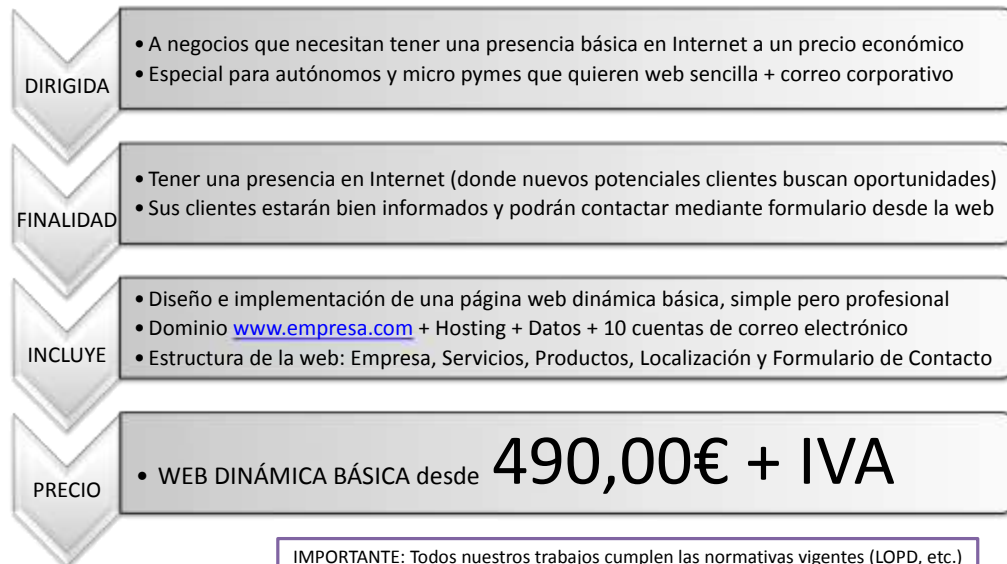 DIRIGIDA
• A negocios que necesitan tener una presencia básica en Internet a un precio económico
• Especial para autónomos y micro pymes que quieren web sencilla + correo corporativo
FINALIDAD
• Tener una presencia en Internet (donde nuevos potenciales clientes buscan oportunidades)
• Sus clientes estarán bien informados y podrán contactar mediante formulario desde la web
INCLUYE
• Diseño e implementación de una página web dinámica básica, simple pero profesional
• Dominio www.empresa.com + Hosting + Datos + 10 cuentas de correo electrónico
• Estructura de la web: Empresa, Servicios, Productos, Localización y Formulario de Contacto
PRECIO
• WEB DINÁMICA BÁSICA desde 490,00€ + IVA
IMPORTANTE: Todos nuestros trabajos cumplen las normativas vigentes (LOPD, etc.)